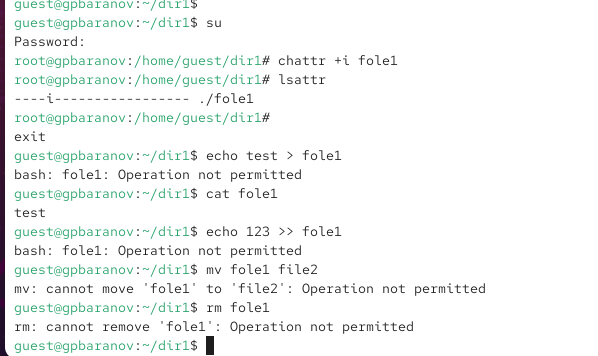 guest@gpbaranov:~/dir1$
guest@gpbaranov:~/dir1$ su
Password:
root@gpbaranov:/home/guest/dir1# chattr +i fole1
root@gpbaranov:/home/guest/dir1# lsattr
----i----------------- ./fole1
root@gpbaranov:/home/guest/dir1#
exit
guest@gpbaranov:~/dir1$ echo test > fole1
bash: fole1: Operation not permitted
guest@gpbaranov:~/dir1$ cat fole1
test
guest@gpbaranov:~/dir1$ echo 123 >> fole1
bash: fole1: Operation not permitted
guest@gpbaranov:~/dir1$ mv fole1 file2
mv: cannot move 'fole1' to 'file2': Operation not permitted
guest@gpbaranov:~/dir1$ rm fole1
rm: cannot remove 'fole1': Operation not permitted
guest@gpbaranov:~/dir1$